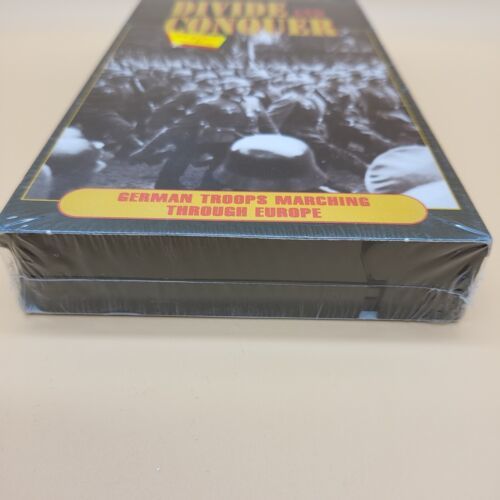 DIVIDE AND
CONQUER
GERMAN TROOPS MARCHING
THROUGH EUROPE